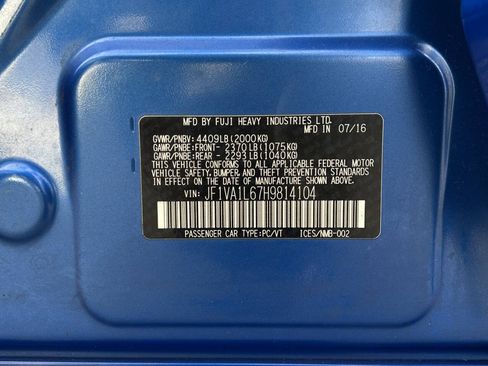 MFD BY FUJI HEAVY INDUSTRIES LTD.
MFD IN 07/16
GVWR/PNBV: 4409LB(2000KG)
GAWR/PNBE:FRONT- 2370LB(1075KG)
GAWR/PNBE:REAR - 2293LB(1040KG)
THIS VEHICLE CONFORMS TO ALL APPLICABLE FEDERAL MOTOR
VEHICLE SAFETY, BUMPER, AND THEFT PREVENTION STANDARDS
IN EFFECT ON THE DATE OF MANUFACTURE SHOWN ABOVE.
VIN: JF1VA1L67H9814104
PASSENGER CAR TYPE:PC/VT ICES/NMB-002